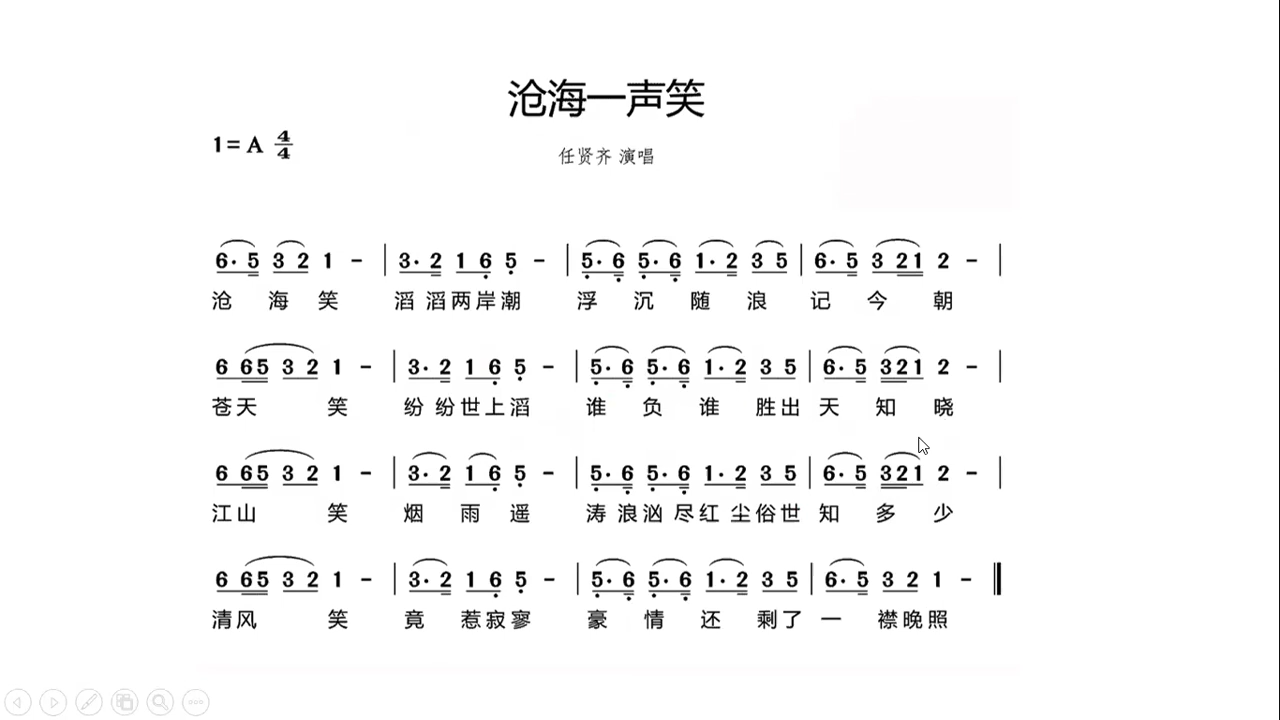 沧海一声笑
1= A 4/4
任贤齐 演唱
6· 5 3 2 1 - | 3· 2 1 6̣ 5̣ - | 5̣· 6̣ 5̣· 6̣ 1· 2 3 5 | 6· 5 3 2 1 2 - |
沧 海 笑 滔 滔 两 岸 潮 浮 沉 随 浪 记 今 朝
6 6 5 3 2 1 - | 3· 2 1 6̣ 5̣ - | 5̣· 6̣ 5̣· 6̣ 1· 2 3 5 | 6· 5 3 2 1 2 - |
苍 天 笑 纷 纷 世 上 滔 谁 负 谁 胜 出 天 知 晓
6 6 5 3 2 1 - | 3· 2 1 6̣ 5̣ - | 5̣· 6̣ 5̣· 6̣ 1· 2 3 5 | 6· 5 3 2 1 2 - |
江 山 笑 烟 雨 遥 涛 浪 汹 尽 红 尘 俗 世 知 多 少
6 6 5 3 2 1 - | 3· 2 1 6̣ 5̣ - | 5̣· 6̣ 5̣· 6̣ 1· 2 3 5 | 6· 5 3 2 1 - ‖
清 风 笑 竟 惹 寂 寥 豪 情 还 剩 了 一 襟 晚 照